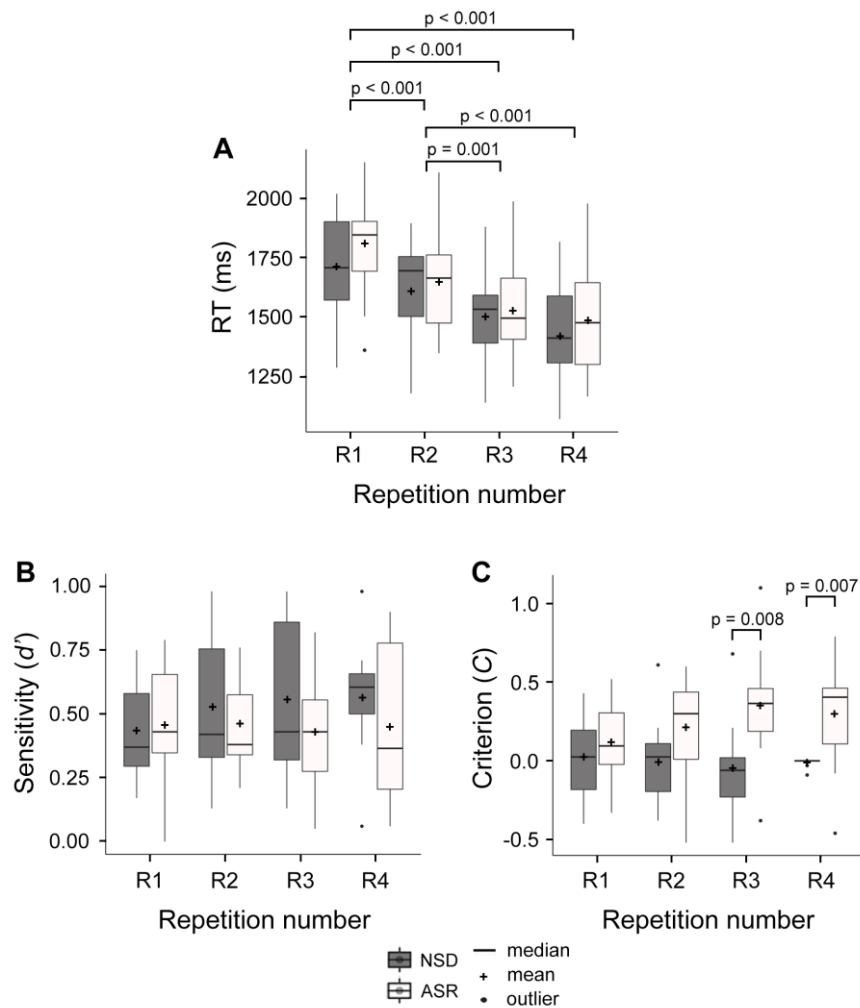 p < 0.001
p < 0.001
p < 0.001
p < 0.001
p = 0.001
A
2000
1750
1500
1250
RT (ms)
R1 R2 R3 R4
Repetition number
B
1.00
0.75
0.50
0.25
0.00
Sensitivity (d')
R1 R2 R3 R4
Repetition number
C
p = 0.007
p = 0.008
1.0
0.5
0.0
-0.5
Criterion (C)
R1 R2 R3 R4
Repetition number
NSD
ASR
median
mean
outlier